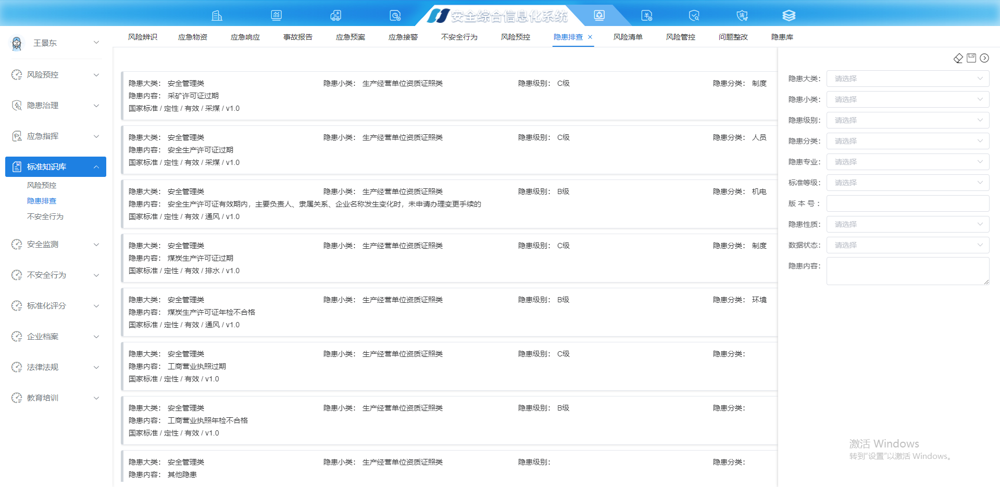 安全综合信息化系统
王景东
风险辨识 应急物资 应急响应 事故报告 应急预案 应急接警 不安全行为 风险预控 隐患排查 × 风险清单 风险管控 问题整改 隐患库
风险预控
隐患治理
应急指挥
标准知识库
风险预控
隐患排查
不安全行为
安全监测
不安全行为
标准化评分
企业档案
法律法规
教育培训
隐患大类： 安全管理类 隐患小类： 生产经营单位资质证照类 隐患级别： C级 隐患分类： 制度
隐患内容： 采矿许可证过期
国家标准 / 定性 / 有效 / 采煤 / v1.0
隐患大类： 安全管理类 隐患小类： 生产经营单位资质证照类 隐患级别： C级 隐患分类： 人员
隐患内容： 安全生产许可证过期
国家标准 / 定性 / 有效 / 采煤 / v1.0
隐患大类： 安全管理类 隐患小类： 生产经营单位资质证照类 隐患级别： B级 隐患分类： 机电
隐患内容： 安全生产许可证有效期内，主要负责人、隶属关系、企业名称发生变化时，未申请办理变更手续的
国家标准 / 定性 / 有效 / 通风 / v1.0
隐患大类： 安全管理类 隐患小类： 生产经营单位资质证照类 隐患级别： C级 隐患分类： 制度
隐患内容： 煤炭生产许可证过期
国家标准 / 定性 / 有效 / 排水 / v1.0
隐患大类： 安全管理类 隐患小类： 生产经营单位资质证照类 隐患级别： B级 隐患分类： 环境
隐患内容： 煤炭生产许可证年检不合格
国家标准 / 定性 / 有效 / 通风 / v1.0
隐患大类： 安全管理类 隐患小类： 生产经营单位资质证照类 隐患级别： C级 隐患分类：
隐患内容： 工商营业执照过期
国家标准 / 定性 / 有效 / v1.0
隐患大类： 安全管理类 隐患小类： 生产经营单位资质证照类 隐患级别： B级 隐患分类：
隐患内容： 工商营业执照年检不合格
国家标准 / 定性 / 有效 / v1.0
隐患大类： 安全管理类 隐患小类： 生产经营单位资质证照类 隐患级别： 隐患分类：
隐患内容： 其他隐患
隐患大类： 请选择
隐患小类： 请选择
隐患级别： 请选择
隐患分类： 请选择
隐患专业： 请选择
标准等级： 请选择
版 本 号：
隐患性质： 请选择
数据状态： 请选择
隐患内容：
激活 Windows
转到“设置”以激活 Windows。